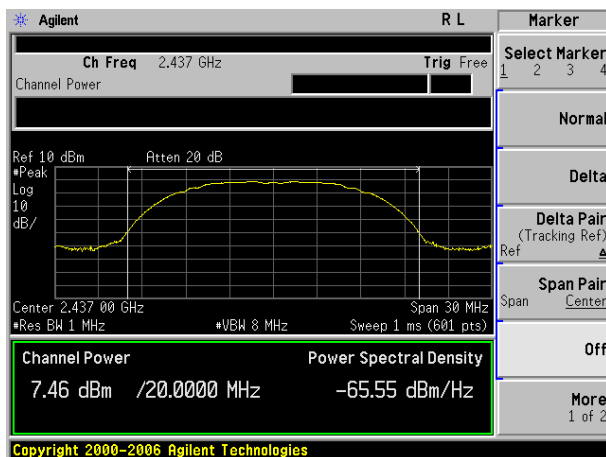 Agilent R L Marker
Ch Freq 2.437 GHz Trig Free
Channel Power
Select Marker
1 2 3 4
Normal
Delta
Delta Pair
(Tracking Ref)
Ref Δ
Span Pair
Span Center
Off
More
1 of 2
Ref 10 dBm Atten 20 dB
#Peak
Log
10
dB/
Center 2.437 00 GHz Span 30 MHz
#Res BW 1 MHz #VBW 8 MHz Sweep 1 ms (601 pts)
Channel Power Power Spectral Density
7.46 dBm /20.0000 MHz -65.55 dBm/Hz
Copyright 2000-2006 Agilent Technologies